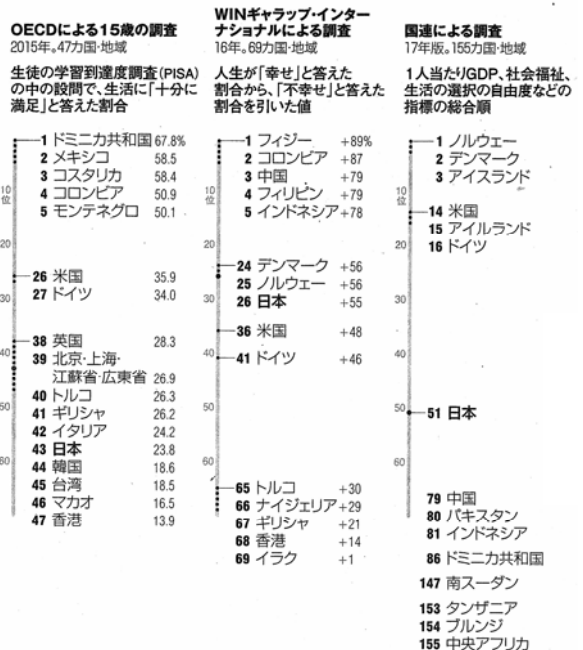 OECDによる15歳の調査
2015年。47カ国・地域
生徒の学習到達度調査(PISA)
の中の設問で、生活に「十分に
満足」と答えた割合
1 ドミニカ共和国 67.8%
2 メキシコ 58.5
3 コスタリカ 58.4
4 コロンビア 50.9
5 モンテネグロ 50.1
10位
20
26 米国 35.9
27 ドイツ 34.0
30
38 英国 28.3
39 北京・上海・
江蘇省・広東省 26.9
40
40 トルコ 26.3
41 ギリシャ 26.2
42 イタリア 24.2
43 日本 23.8
44 韓国 18.6
45 台湾 18.5
46 マカオ 16.5
47 香港 13.9
50
60
WINギャラップ・インター
ナショナルによる調査
16年。69カ国・地域
人生が「幸せ」と答えた
割合から、「不幸せ」と答えた
割合を引いた値
1 フィジー +89%
2 コロンビア +87
3 中国 +79
4 フィリピン +79
5 インドネシア +78
10位
20
24 デンマーク +56
25 ノルウェー +56
26 日本 +55
30
36 米国 +48
40
41 ドイツ +46
50
60
65 トルコ +30
66 ナイジェリア +29
67 ギリシャ +21
68 香港 +14
69 イラク +1
国連による調査
17年版。155カ国・地域
1人当たりGDP、社会福祉、
生活の選択の自由度などの
指標の総合順
1 ノルウェー
2 デンマーク
3 アイスランド
10位
14 米国
15 アイルランド
16 ドイツ
20
30
40
50
51 日本
60
79 中国
80 パキスタン
81 インドネシア
86 ドミニカ共和国
147 南スーダン
153 タンザニア
154 ブルンジ
155 中央アフリカ